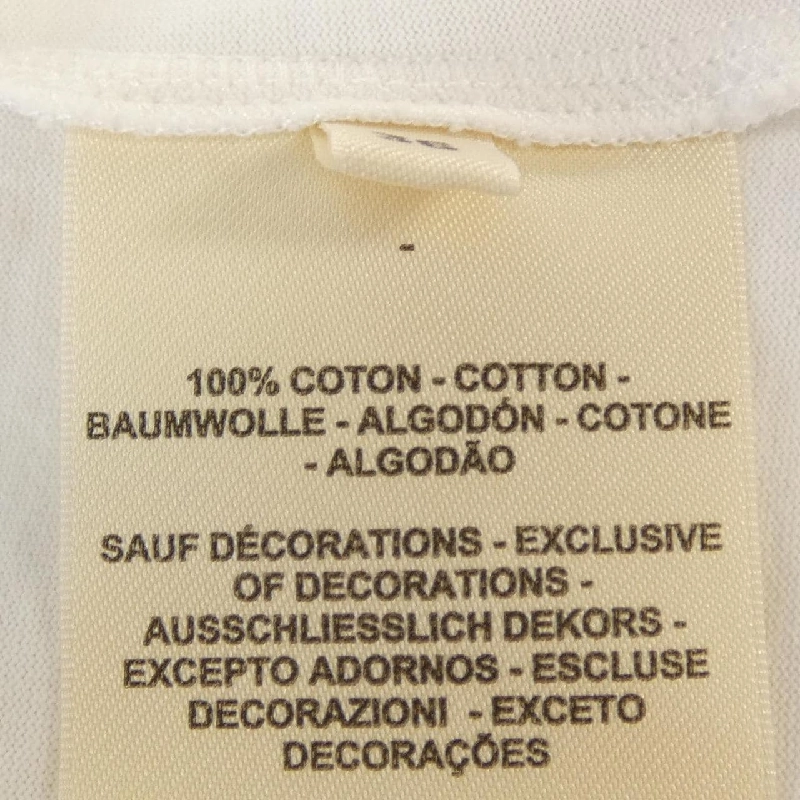 -
100% COTON - COTTON -
BAUMWOLLE - ALGODÓN - COTONE
- ALGODÃO
SAUF DÉCORATIONS - EXCLUSIVE
OF DECORATIONS -
AUSSCHLIESSLICH DEKORS -
EXCEPTO ADORNOS - ESCLUSE
DECORAZIONI - EXCETO
DECORAÇÕES